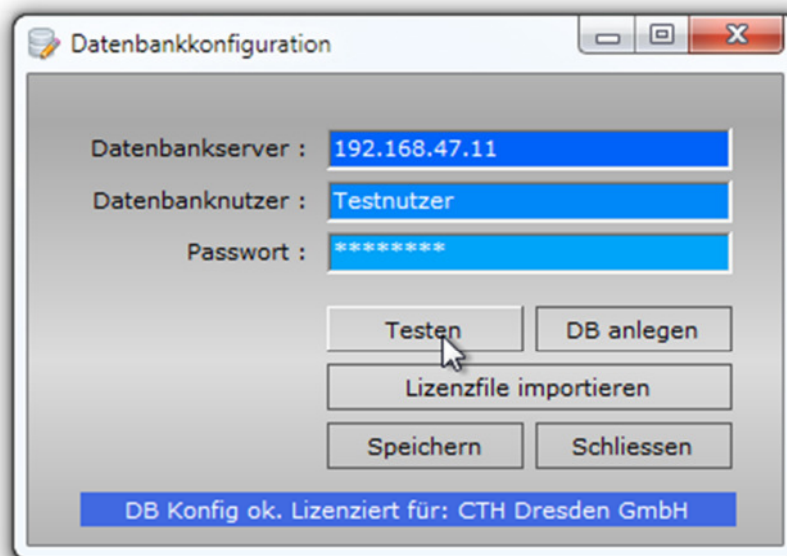 Datenbankkonfiguration
Datenbankserver : 192.168.47.11
Datenbanknutzer : Testnutzer
Passwort : ********
Testen DB anlegen
Lizenzfile importieren
Speichern Schliessen
DB Konfig ok. Lizenziert für: CTH Dresden GmbH